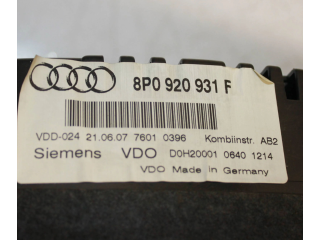 8P0 920 931 F
VDD-024 21.06.07 7601 0396 Kombiinstr. AB2
Siemens VDO D0H20001 0640 1214
VDO Made in Germany